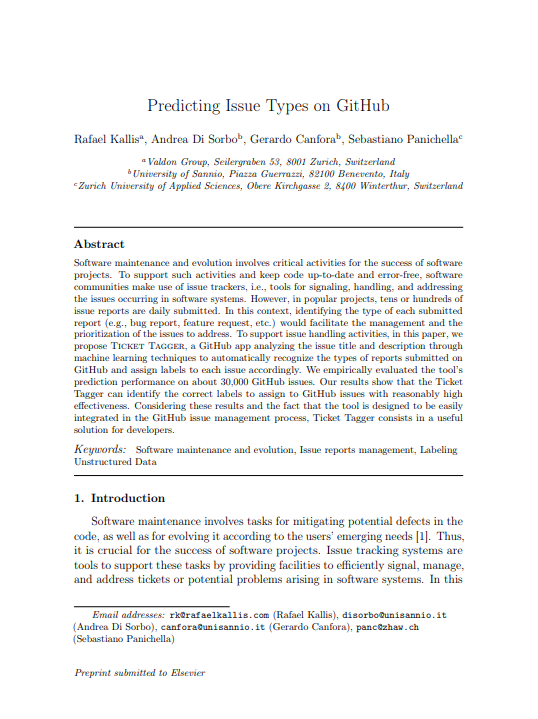 Predicting Issue Types on GitHub
Rafael Kallisᵃ, Andrea Di Sorboᵇ, Gerardo Canforaᵇ, Sebastiano Panichellaᶜ
ᵃValdon Group, Seilergraben 53, 8001 Zurich, Switzerland
ᵇUniversity of Sannio, Piazza Guerrazzi, 82100 Benevento, Italy
ᶜZurich University of Applied Sciences, Obere Kirchgasse 2, 8400 Winterthur, Switzerland
Abstract
Software maintenance and evolution involves critical activities for the success of software
projects. To support such activities and keep code up-to-date and error-free, software
communities make use of issue trackers, i.e., tools for signaling, handling, and addressing
the issues occurring in software systems. However, in popular projects, tens or hundreds of
issue reports are daily submitted. In this context, identifying the type of each submitted
report (e.g., bug report, feature request, etc.) would facilitate the management and the
prioritization of the issues to address. To support issue handling activities, in this paper, we
propose Ticket Tagger, a GitHub app analyzing the issue title and description through
machine learning techniques to automatically recognize the types of reports submitted on
GitHub and assign labels to each issue accordingly. We empirically evaluated the tool's
prediction performance on about 30,000 GitHub issues. Our results show that the Ticket
Tagger can identify the correct labels to assign to GitHub issues with reasonably high
effectiveness. Considering these results and the fact that the tool is designed to be easily
integrated in the GitHub issue management process, Ticket Tagger consists in a useful
solution for developers.
Keywords: Software maintenance and evolution, Issue reports management, Labeling
Unstructured Data
1. Introduction
Software maintenance involves tasks for mitigating potential defects in the
code, as well as for evolving it according to the users' emerging needs [1]. Thus,
it is crucial for the success of software projects. Issue tracking systems are
tools to support these tasks by providing facilities to efficiently signal, manage,
and address tickets or potential problems arising in software systems. In this
Email addresses: rk@rafaelkallis.com (Rafael Kallis), disorbo@unisannio.it
(Andrea Di Sorbo), canfora@unisannio.it (Gerardo Canfora), panc@zhaw.ch
(Sebastiano Panichella)
Preprint submitted to Elsevier